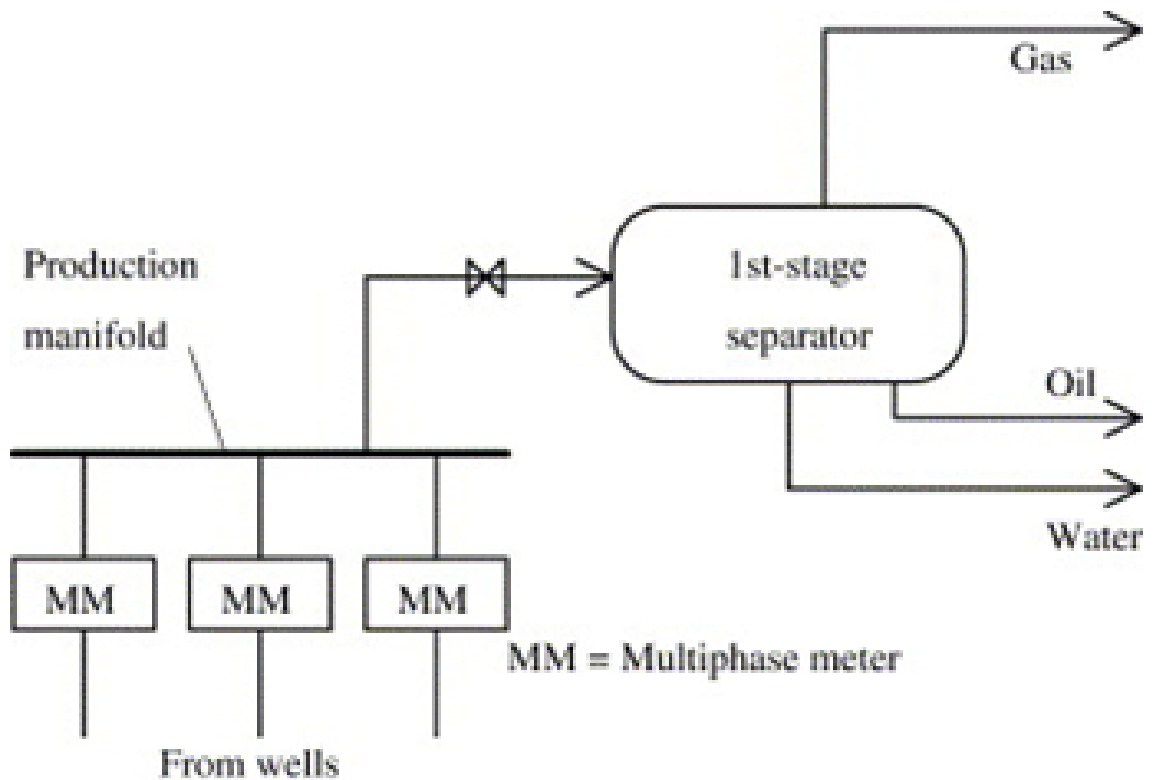 Gas
Production
manifold
1st-stage
separator
Oil
Water
MM
MM
MM
MM = Multiphase meter
From wells